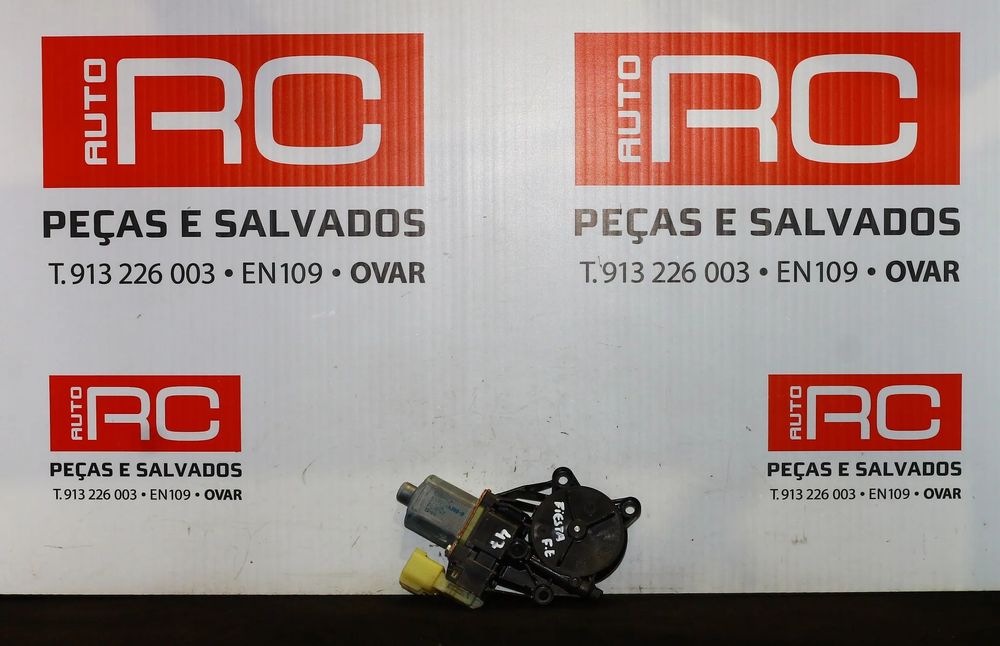 AUTO RC
PEÇAS E SALVADOS
T. 913 226 003 • EN109 • OVAR
AUTO RC
PEÇAS E SALVADOS
T. 913 226 003 • EN109 • OVAR
AUTO RC
PEÇAS E SALVADOS
T. 913 226 003 • EN109 • OVAR
AUTO RC
PEÇAS E SALVADOS
T. 913 226 003 • EN109 • OVAR
FIESTA
F.E
47